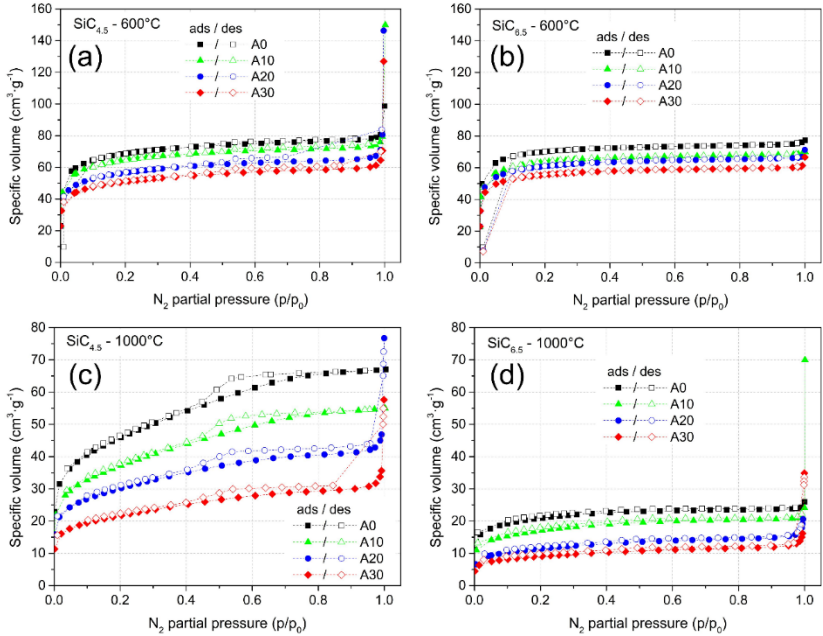 SiC4.5 - 600°C
(a)
ads / des
/ A0
/ A10
/ A20
/ A30
Specific volume (cm³·g⁻¹)
160
140
120
100
80
60
40
20
0
0.0 0.2 0.4 0.6 0.8 1.0
N2 partial pressure (p/p0)
SiC6.5 - 600°C
(b)
ads / des
/ A0
/ A10
/ A20
/ A30
Specific volume (cm³·g⁻¹)
160
140
120
100
80
60
40
20
0
0.0 0.2 0.4 0.6 0.8 1.0
N2 partial pressure (p/p0)
SiC4.5 - 1000°C
(c)
ads / des
/ A0
/ A10
/ A20
/ A30
Specific volume (cm³·g⁻¹)
80
70
60
50
40
30
20
10
0
0.0 0.2 0.4 0.6 0.8 1.0
N2 partial pressure (p/p0)
SiC6.5 - 1000°C
(d)
ads / des
/ A0
/ A10
/ A20
/ A30
Specific volume (cm³·g⁻¹)
80
70
60
50
40
30
20
10
0
0.0 0.2 0.4 0.6 0.8 1.0
N2 partial pressure (p/p0)